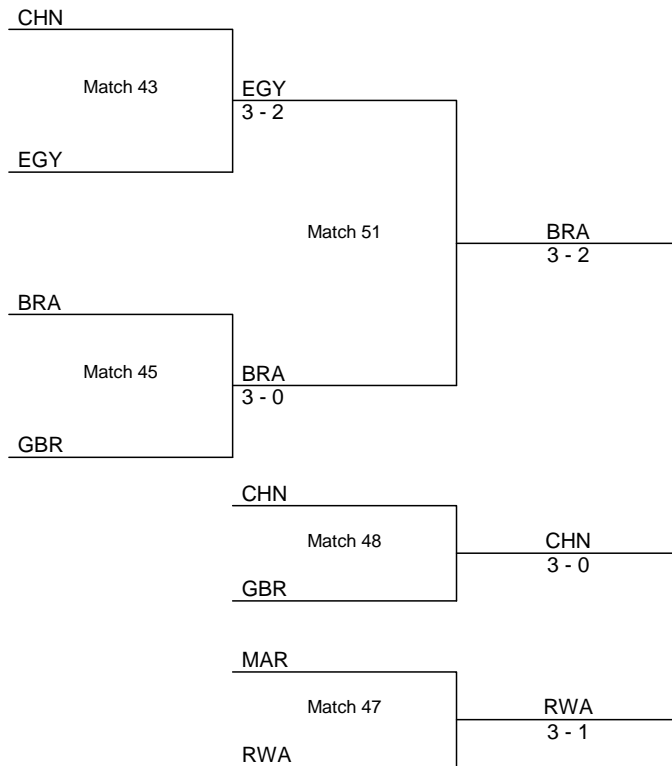 CHN
Match 43
EGY
3 - 2
EGY
Match 51
BRA
3 - 2
BRA
Match 45
BRA
3 - 0
GBR
CHN
Match 48
CHN
3 - 0
GBR
MAR
Match 47
RWA
3 - 1
RWA